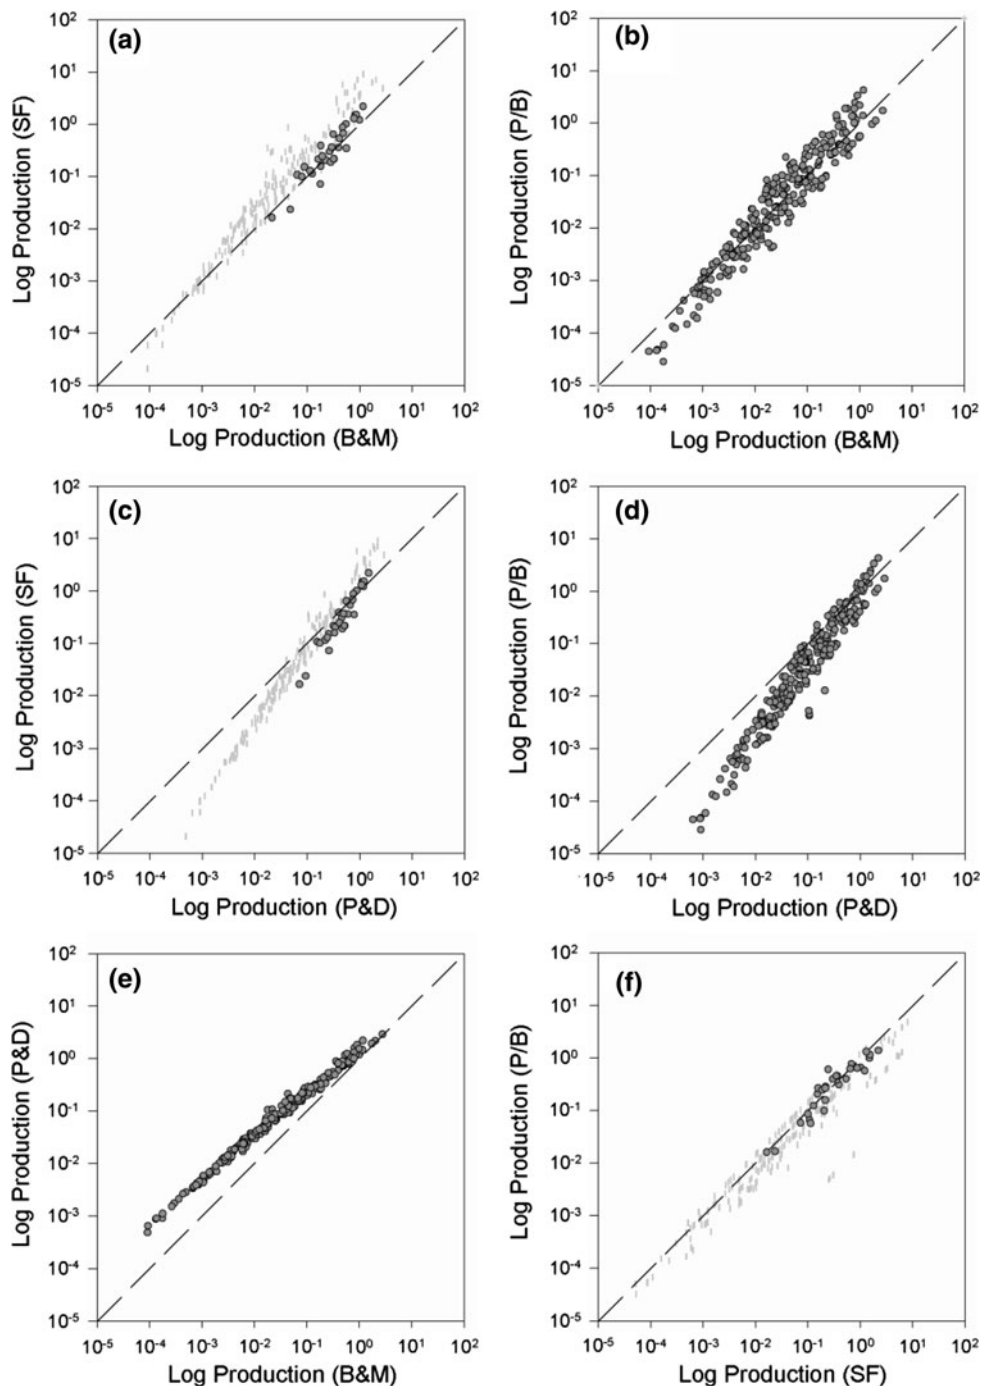 (a)
Log Production (SF)
10² 10¹ 10⁰ 10⁻¹ 10⁻² 10⁻³ 10⁻⁴ 10⁻⁵
10⁻⁵ 10⁻⁴ 10⁻³ 10⁻² 10⁻¹ 10⁰ 10¹ 10²
Log Production (B&M)
(b)
Log Production (P/B)
10² 10¹ 10⁰ 10⁻¹ 10⁻² 10⁻³ 10⁻⁴ 10⁻⁵
10⁻⁵ 10⁻⁴ 10⁻³ 10⁻² 10⁻¹ 10⁰ 10¹ 10²
Log Production (B&M)
(c)
Log Production (SF)
10² 10¹ 10⁰ 10⁻¹ 10⁻² 10⁻³ 10⁻⁴ 10⁻⁵
10⁻⁵ 10⁻⁴ 10⁻³ 10⁻² 10⁻¹ 10⁰ 10¹ 10²
Log Production (P&D)
(d)
Log Production (P/B)
10² 10¹ 10⁰ 10⁻¹ 10⁻² 10⁻³ 10⁻⁴ 10⁻⁵
10⁻⁵ 10⁻⁴ 10⁻³ 10⁻² 10⁻¹ 10⁰ 10¹ 10²
Log Production (P&D)
(e)
Log Production (P&D)
10² 10¹ 10⁰ 10⁻¹ 10⁻² 10⁻³ 10⁻⁴ 10⁻⁵
10⁻⁵ 10⁻⁴ 10⁻³ 10⁻² 10⁻¹ 10⁰ 10¹ 10²
Log Production (B&M)
(f)
Log Production (P/B)
10² 10¹ 10⁰ 10⁻¹ 10⁻² 10⁻³ 10⁻⁴ 10⁻⁵
10⁻⁵ 10⁻⁴ 10⁻³ 10⁻² 10⁻¹ 10⁰ 10¹ 10²
Log Production (SF)